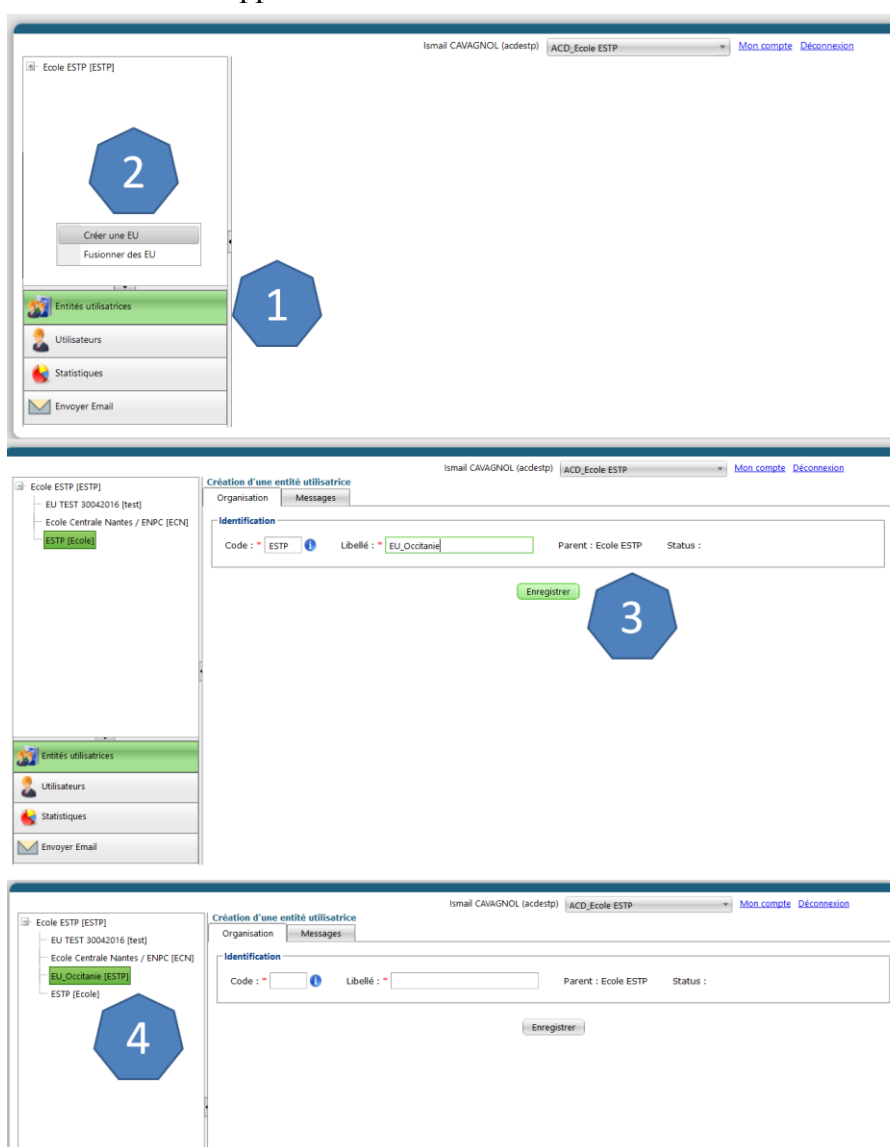 Ismail CAVAGNOL (acdestp) ACD_Ecole ESTP Mon compte Déconnexion
Ecole ESTP [ESTP]
2
Créer une EU
Fusionner des EU
1
Entités utilisatrices
Utilisateurs
Statistiques
Envoyer Email
Ismail CAVAGNOL (acdestp) ACD_Ecole ESTP Mon compte Déconnexion
Ecole ESTP [ESTP]
EU TEST 30042016 [test]
Ecole Centrale Nantes / ENPC [ECN]
ESTP [Ecole]
Création d'une entité utilisatrice
Organisation Messages
Identification
Code : * ESTP Libellé : * EU_Occitanie Parent : Ecole ESTP Status :
Enregistrer
3
Entités utilisatrices
Utilisateurs
Statistiques
Envoyer Email
Ismail CAVAGNOL (acdestp) ACD_Ecole ESTP Mon compte Déconnexion
Ecole ESTP [ESTP]
EU TEST 30042016 [test]
Ecole Centrale Nantes / ENPC [ECN]
EU_Occitanie [ESTP]
ESTP [Ecole]
4
Création d'une entité utilisatrice
Organisation Messages
Identification
Code : * Libellé : * Parent : Ecole ESTP Status :
Enregistrer